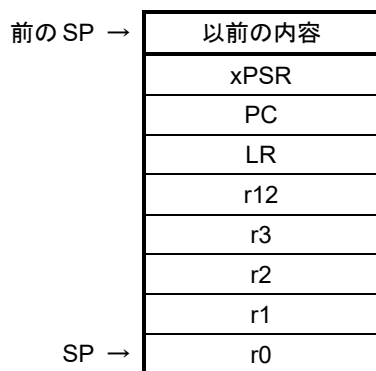 前の SP → 以前の内容
xPSR
PC
LR
r12
r3
r2
r1
SP → r0